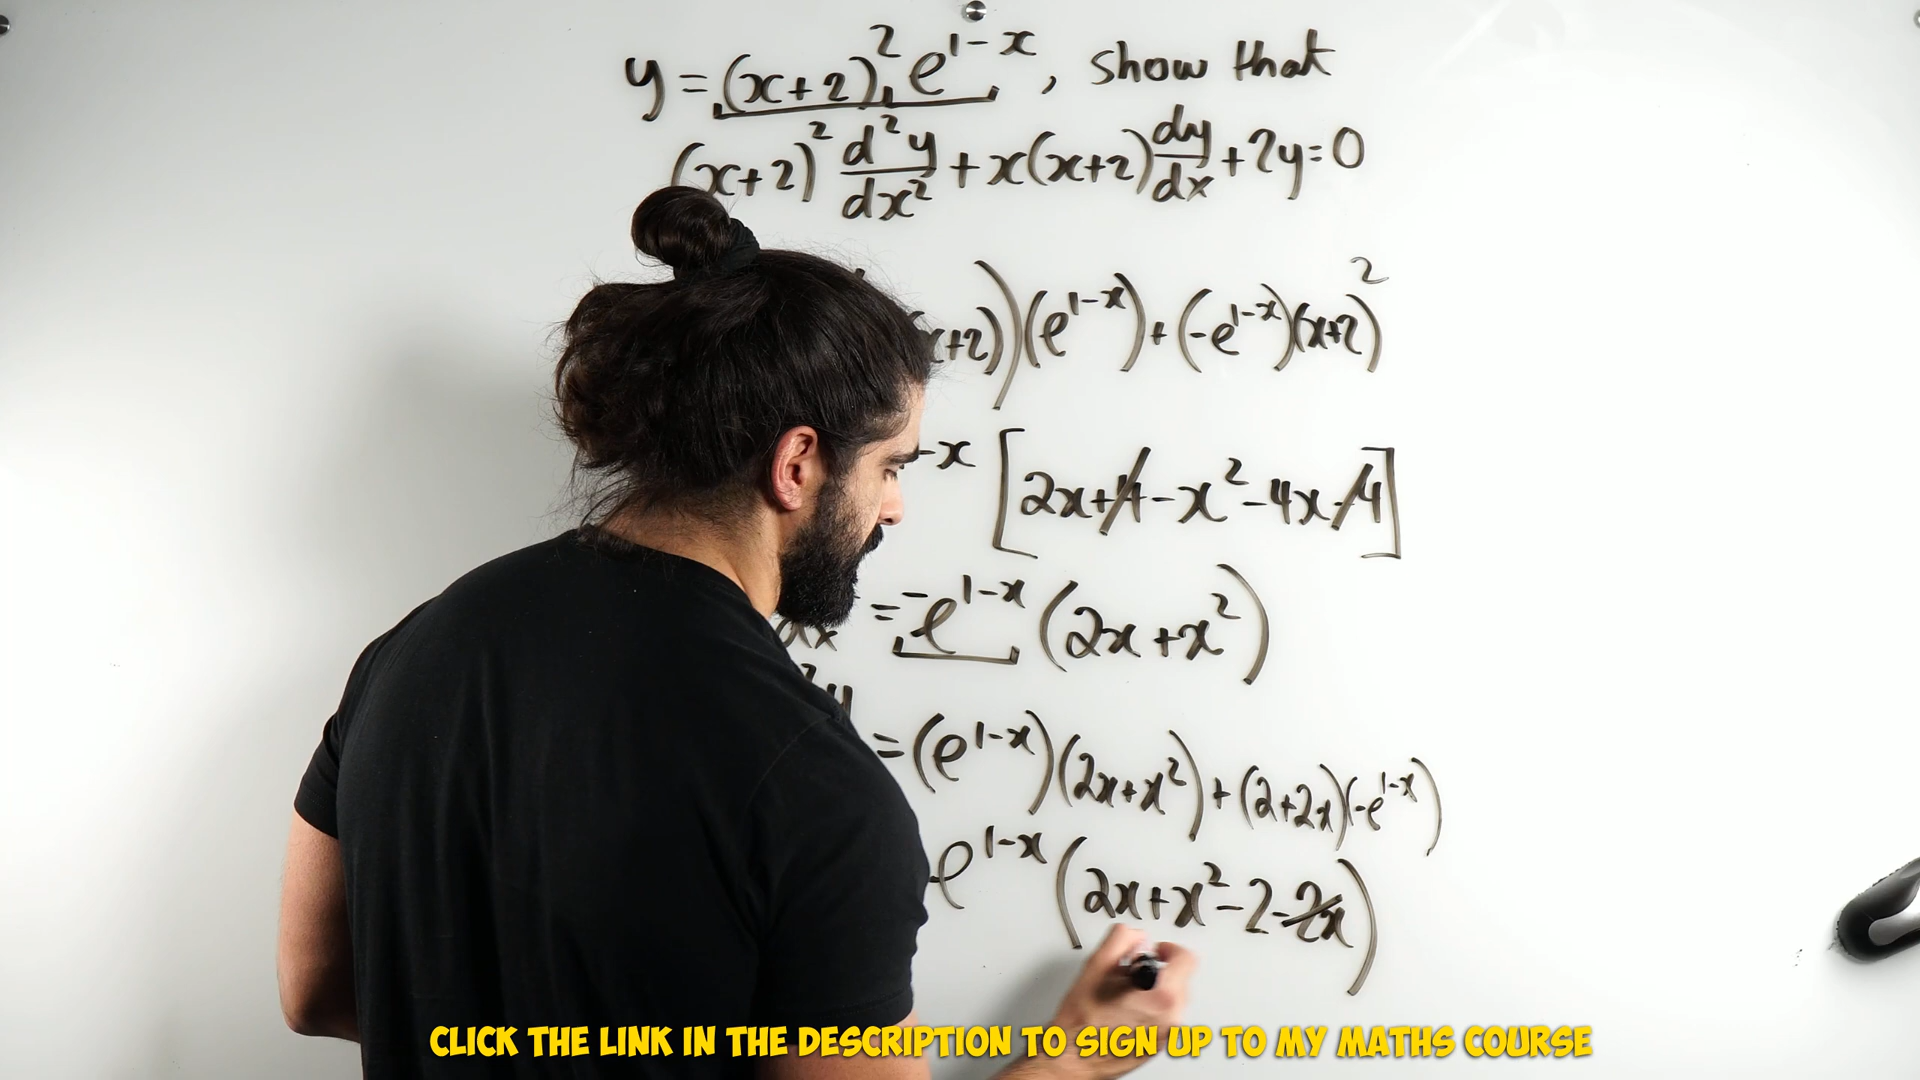 y = (x+2)² e^{1-x}, show that
(x+2)² d²y/dx² + x(x+2) dy/dx + 2y = 0
x+2))(e^{1-x}) + (-e^{1-x})(x+2)²
-x [2x+4-x²-4x-4]
dx = -e^{1-x} (2x+x²)
²y = (e^{1-x})(2x+x²) + (2+2x)(-e^{1-x})
e^{1-x} (2x+x²-2-2x)
CLICK THE LINK IN THE DESCRIPTION TO SIGN UP TO MY MATHS COURSE